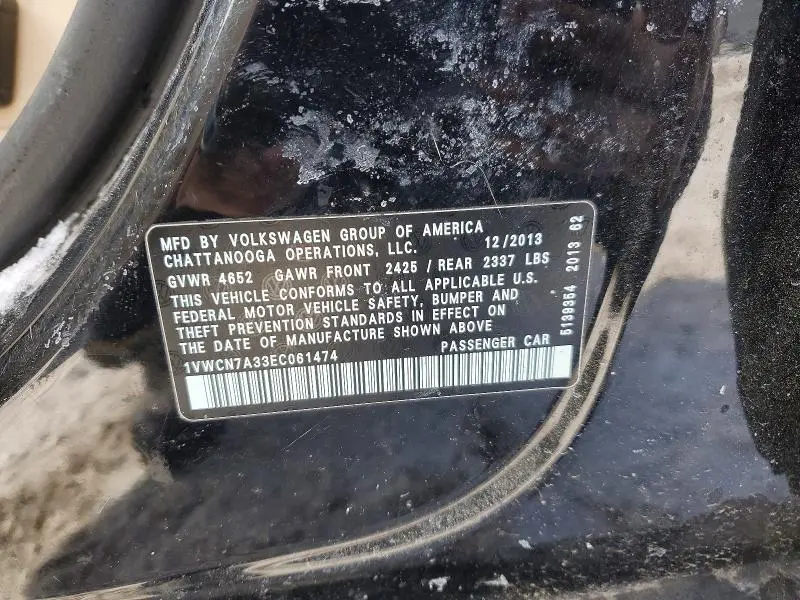 MFD BY VOLKSWAGEN GROUP OF AMERICA
CHATTANOOGA OPERATIONS, LLC. 12/2013
GVWR 4652 GAWR FRONT 2425 / REAR 2337 LBS
THIS VEHICLE CONFORMS TO ALL APPLICABLE U.S.
FEDERAL MOTOR VEHICLE SAFETY, BUMPER AND
THEFT PREVENTION STANDARDS IN EFFECT ON
THE DATE OF MANUFACTURE SHOWN ABOVE
1VWCN7A33EC061474 PASSENGER CAR
5139354 2013 62